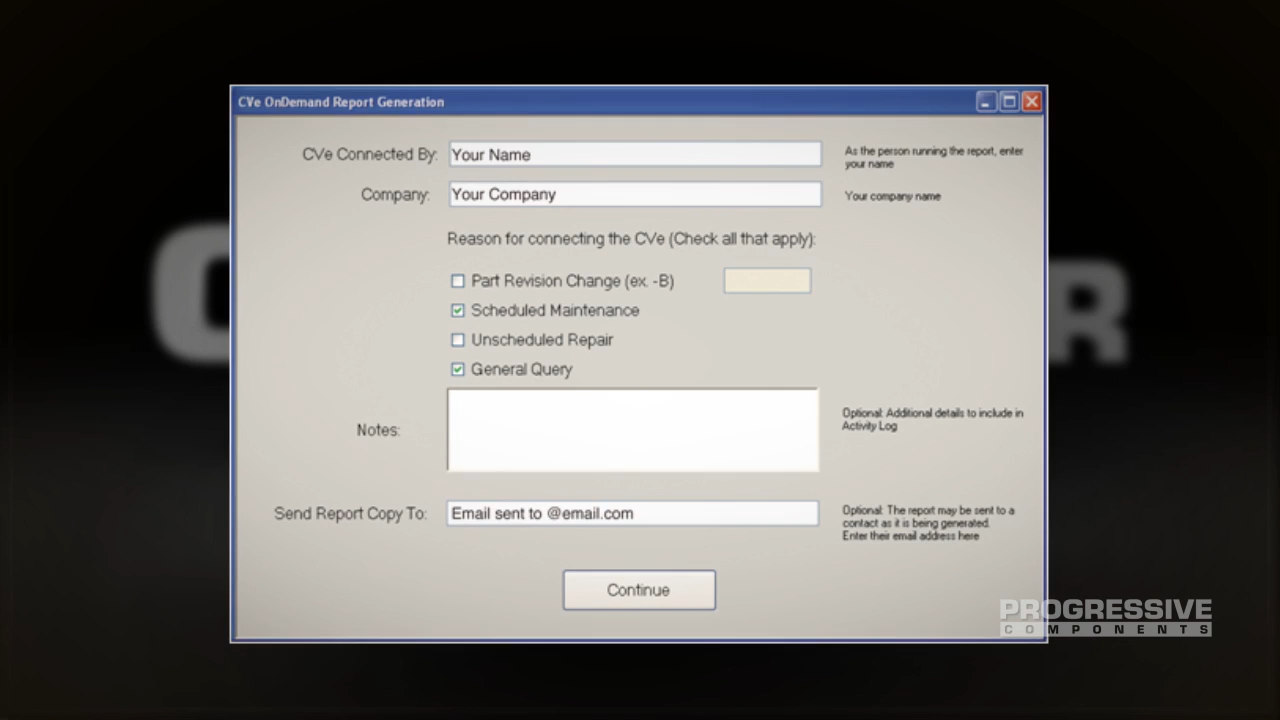 CVe OnDemand Report Generation
CVe Connected By: Your Name
As the person running the report, enter
your name
Company: Your Company
Your company name
Reason for connecting the CVe (Check all that apply):
Part Revision Change (ex. -B)
Scheduled Maintenance
Unscheduled Repair
General Query
Notes:
Optional: Additional details to include in
Activity Log
Send Report Copy To: Email sent to @email.com
Optional: The report may be sent to a
contact as it is being generated.
Enter their email address here
Continue
PROGRESSIVE
COMPONENTS